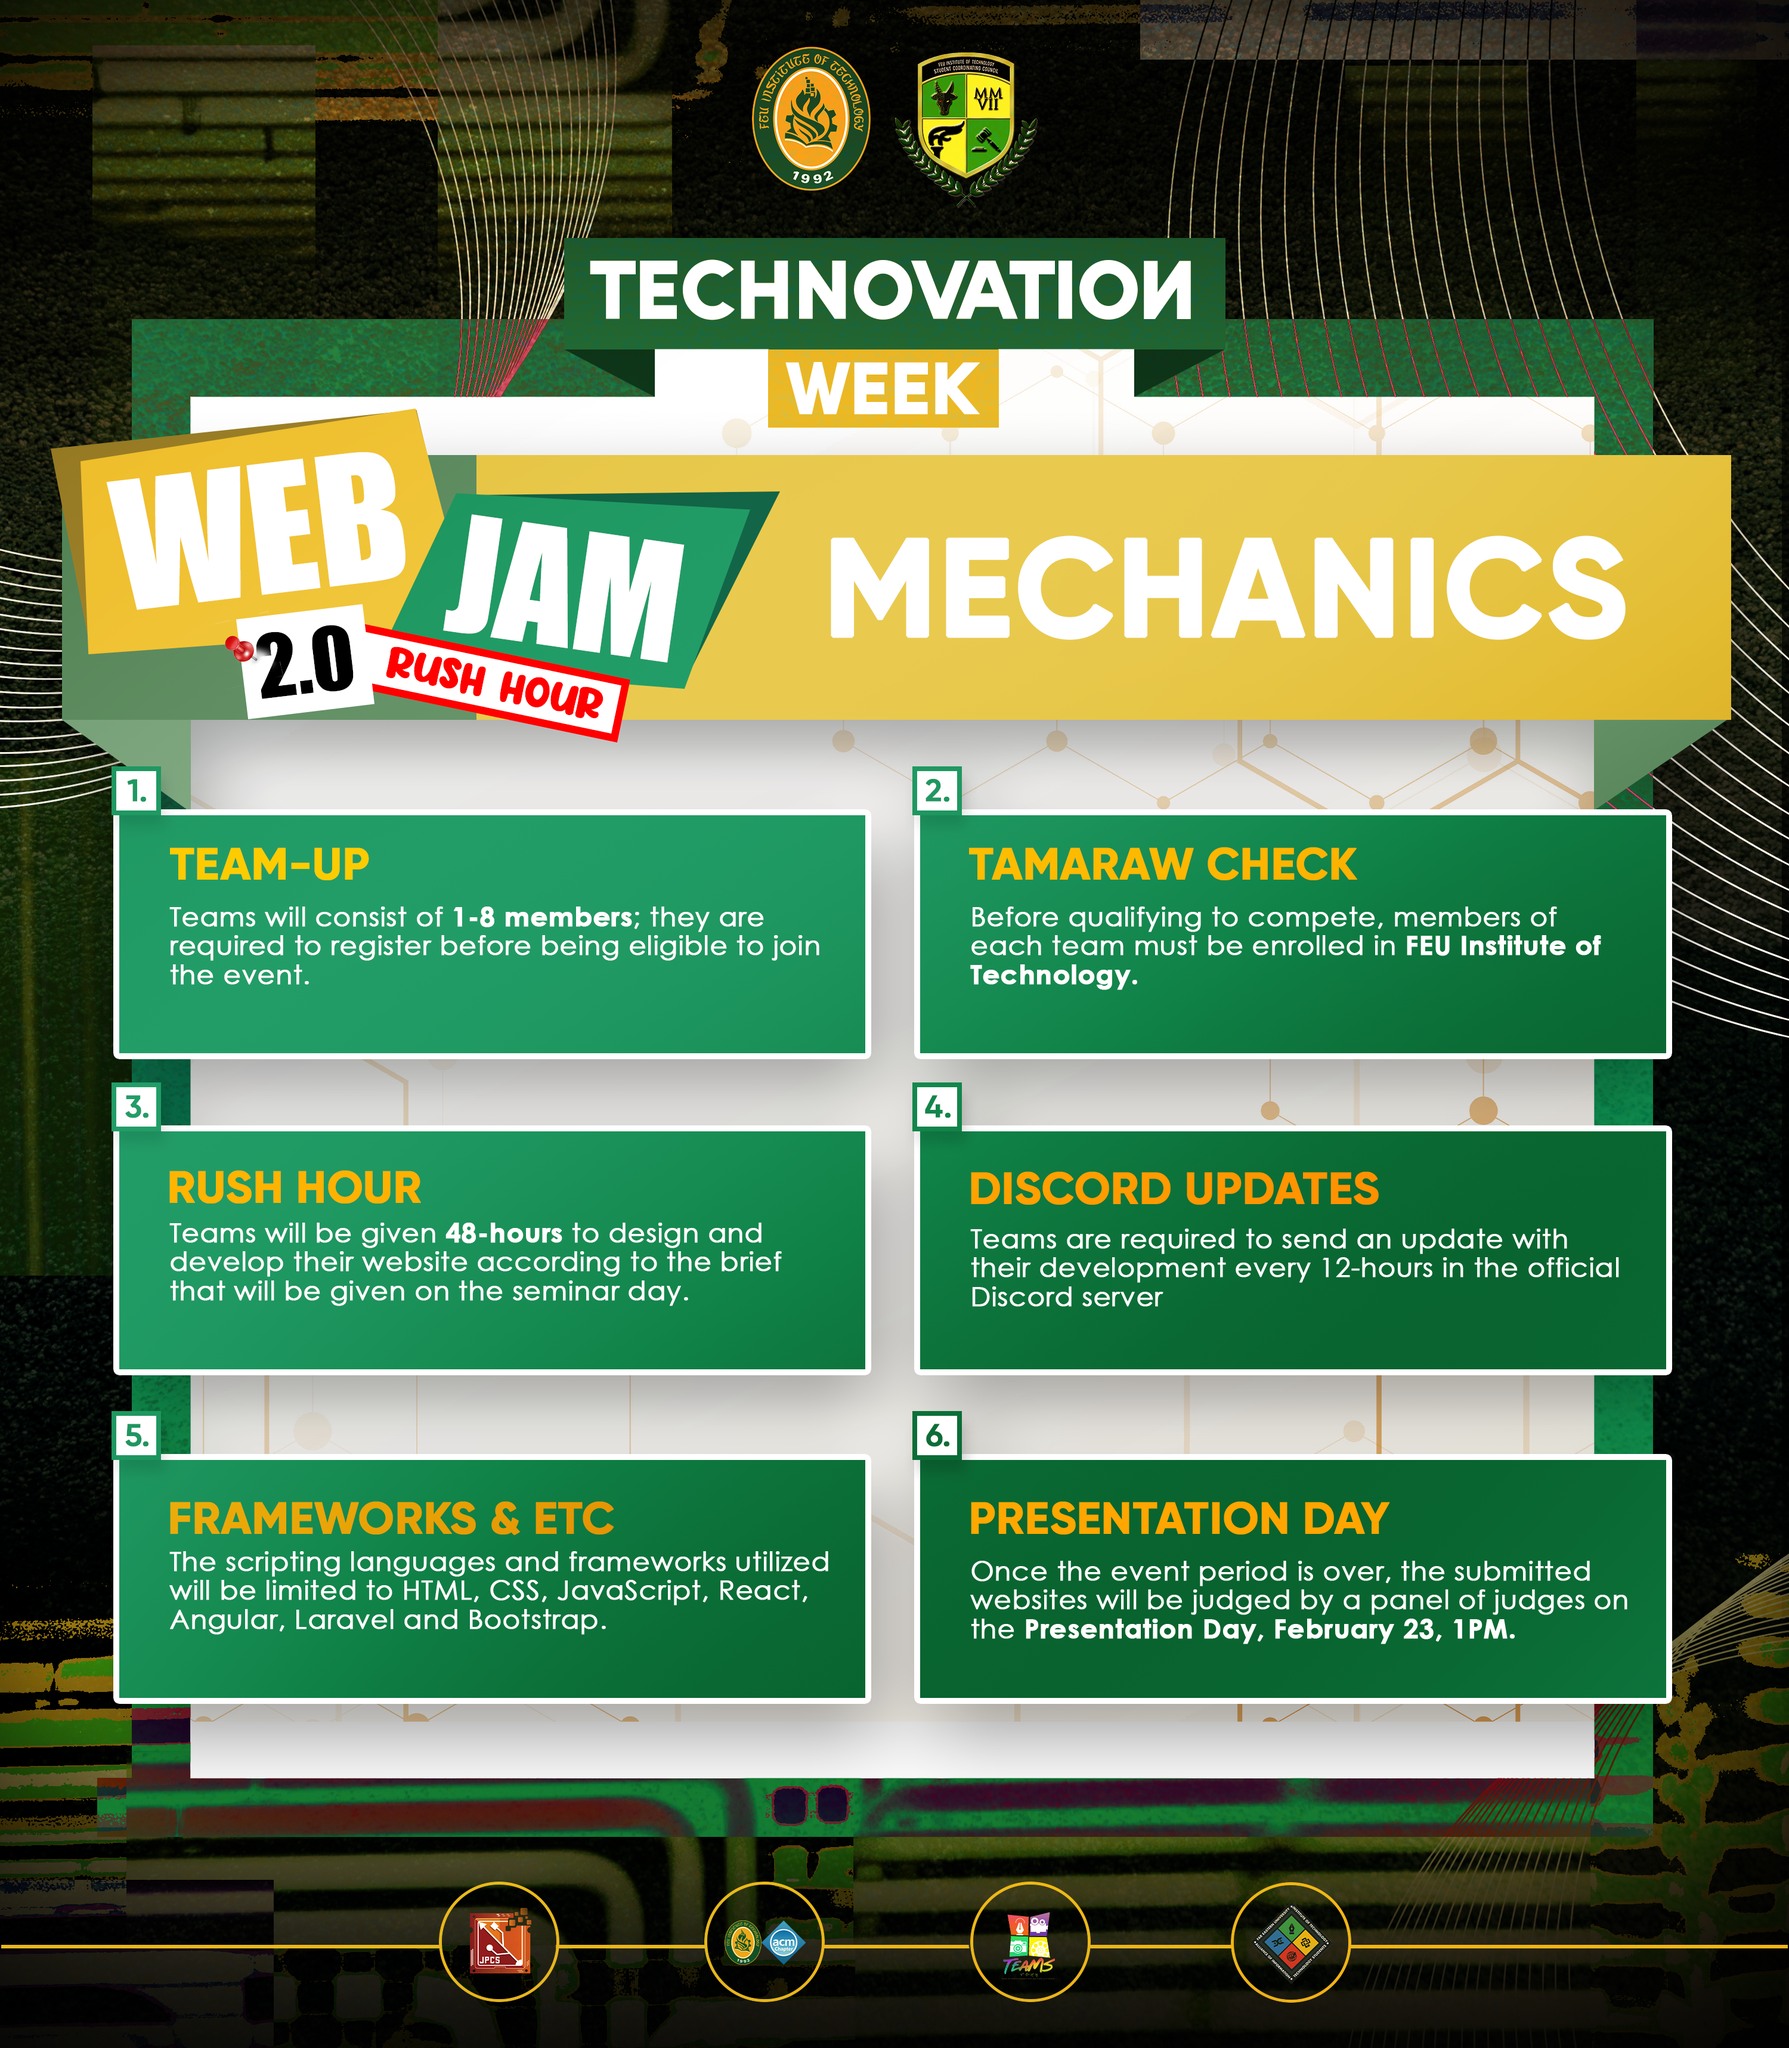 FEU INSTITUTE OF TECHNOLOGY
1992
FEU INSTITUTE OF TECHNOLOGY
STUDENT COORDINATING COUNCIL
MM
VII
TECHNOVATIOИ
WEEK
WEB
JAM
2.0
RUSH HOUR
MECHANICS
1.
TEAM-UP
Teams will consist of 1-8 members; they are
required to register before being eligible to join
the event.
2.
TAMARAW CHECK
Before qualifying to compete, members of
each team must be enrolled in FEU Institute of
Technology.
3.
RUSH HOUR
Teams will be given 48-hours to design and
develop their website according to the brief
that will be given on the seminar day.
4.
DISCORD UPDATES
Teams are required to send an update with
their development every 12-hours in the official
Discord server
5.
FRAMEWORKS & ETC
The scripting languages and frameworks utilized
will be limited to HTML, CSS, JavaScript, React,
Angular, Laravel and Bootstrap.
6.
PRESENTATION DAY
Once the event period is over, the submitted
websites will be judged by a panel of judges on
the Presentation Day, February 23, 1PM.
JPCS
acm
Chapter
TEAMS